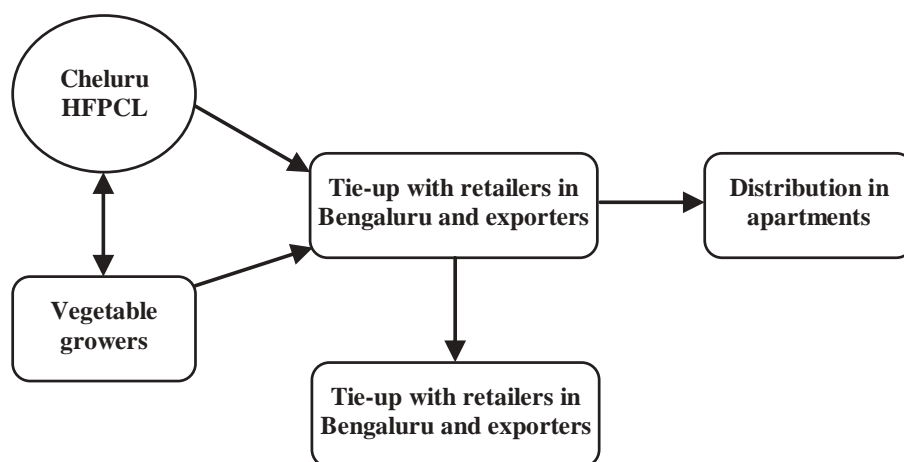 Cheluru
HFPCL
Tie-up with retailers in
Bengaluru and exporters
Distribution in
apartments
Vegetable
growers
Tie-up with retailers in
Bengaluru and exporters